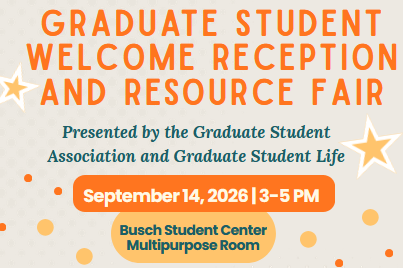 GRADUATE STUDENT
WELCOME RECEPTION
AND RESOURCE FAIR
Presented by the Graduate Student
Association and Graduate Student Life
September 14, 2026 | 3-5 PM
Busch Student Center
Multipurpose Room